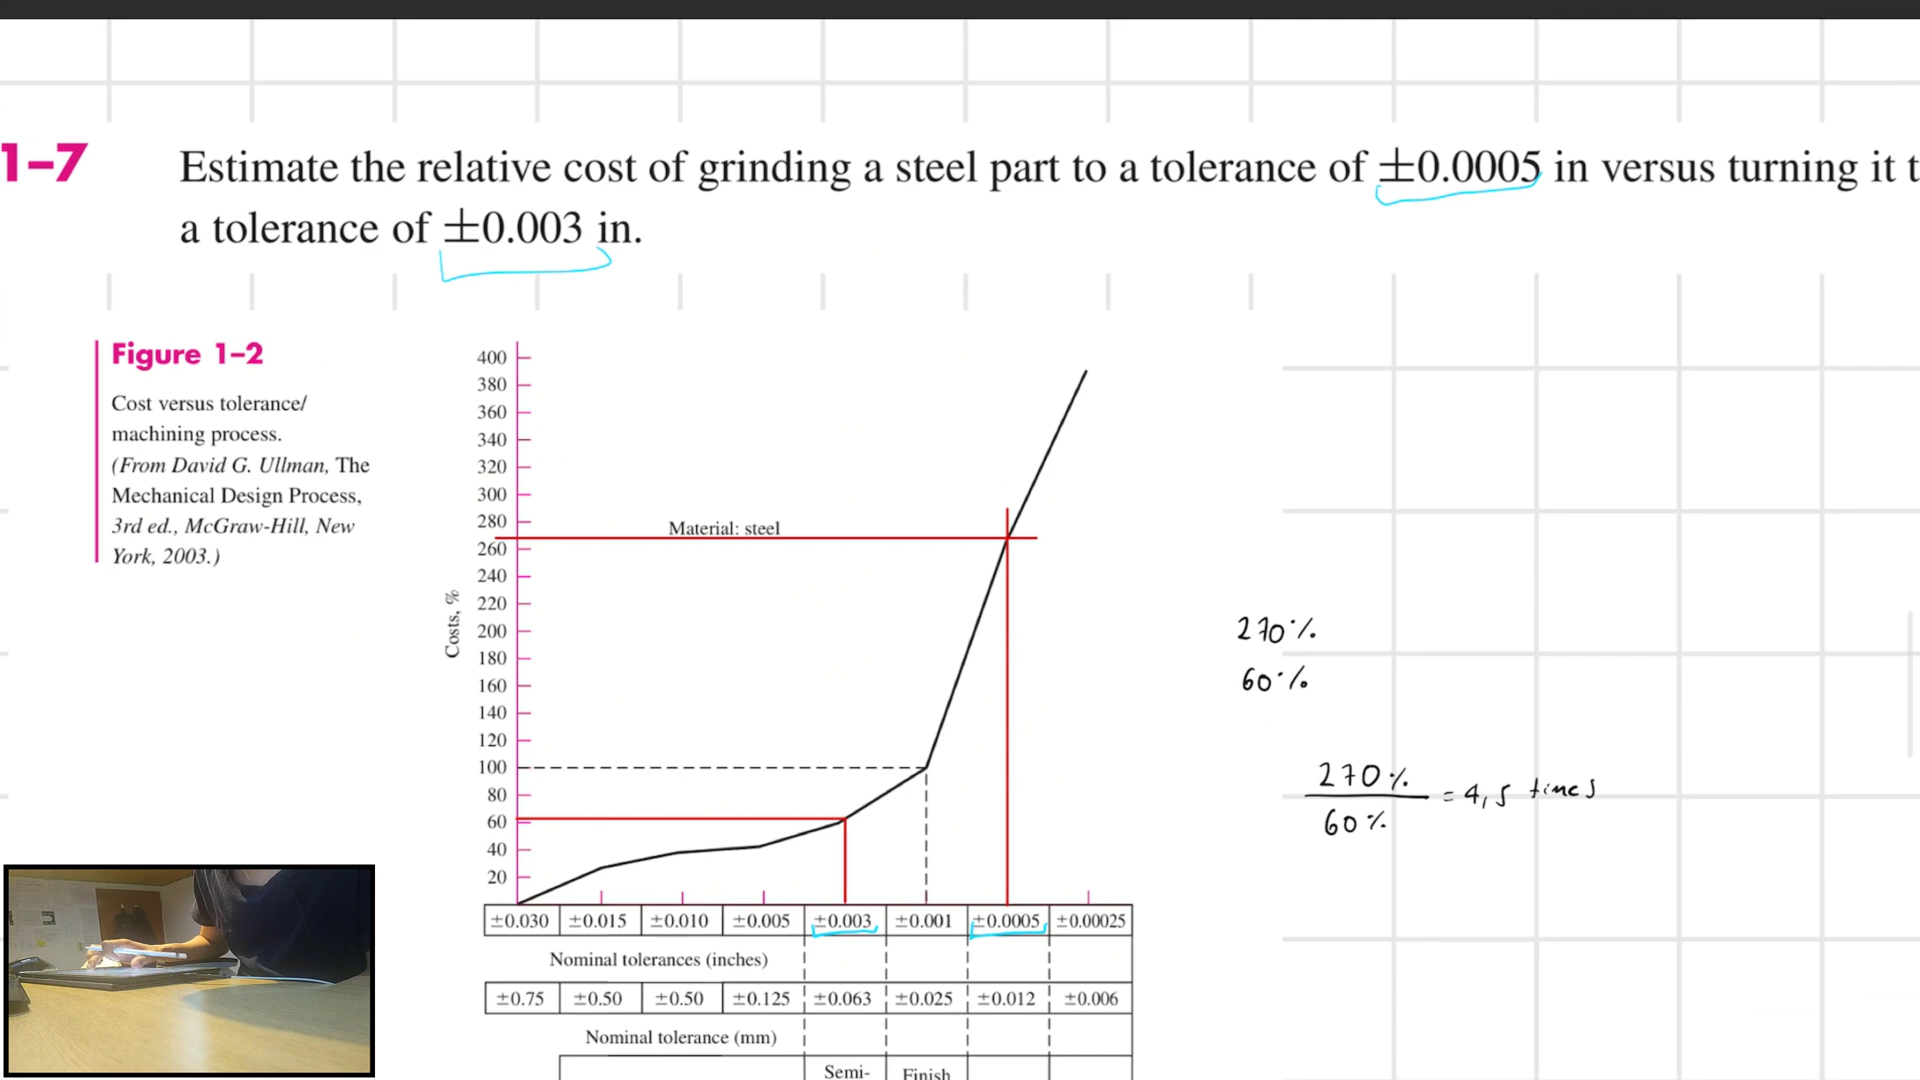 1–7 Estimate the relative cost of grinding a steel part to a tolerance of ±0.0005 in versus turning it t
a tolerance of ±0.003 in.
Figure 1–2
Cost versus tolerance/
machining process.
(From David G. Ullman, The
Mechanical Design Process,
3rd ed., McGraw-Hill, New
York, 2003.)
Costs, %
400
380
360
340
320
300
280
260
240
220
200
180
160
140
120
100
80
60
40
20
Material: steel
±0.030 ±0.015 ±0.010 ±0.005 ±0.003 ±0.001 ±0.0005 ±0.00025
Nominal tolerances (inches)
±0.75 ±0.50 ±0.50 ±0.125 ±0.063 ±0.025 ±0.012 ±0.006
Nominal tolerance (mm)
Semi- Finish
270%
60%
270%
60%
= 4,5 times